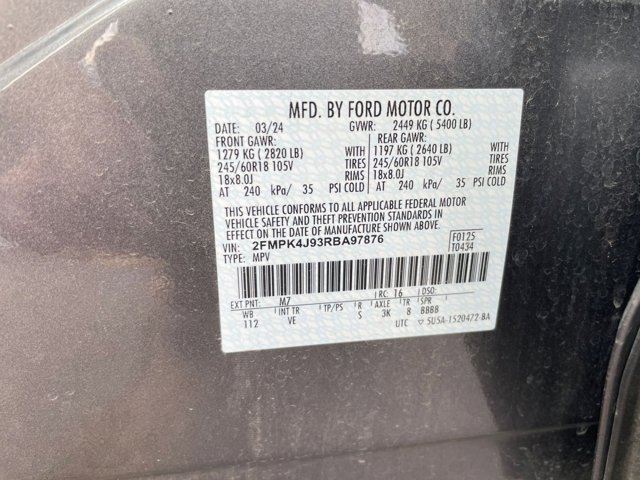 MFD. BY FORD MOTOR CO.
DATE: 03/24 GVWR: 2449 KG ( 5400 LB)
FRONT GAWR: REAR GAWR:
1279 KG ( 2820 LB) WITH 1197 KG ( 2640 LB) WITH
245/60R18 105V TIRES 245/60R18 105V TIRES
18x8.0J RIMS 18x8.0J RIMS
AT 240 kPa/ 35 PSI COLD AT 240 kPa/ 35 PSI COLD
THIS VEHICLE CONFORMS TO ALL APPLICABLE FEDERAL MOTOR
VEHICLE SAFETY AND THEFT PREVENTION STANDARDS IN
EFFECT ON THE DATE OF MANUFACTURE SHOWN ABOVE.
VIN: 2FMPK4J93RBA97876 F0125
TYPE: MPV T0434
EXT PNT: M7 RC: 16 DSO:
WB INT TR TP/PS R AXLE TR SPR
112 VE S 3K 8 BBBB
UTC 5U5A-1520472-BA